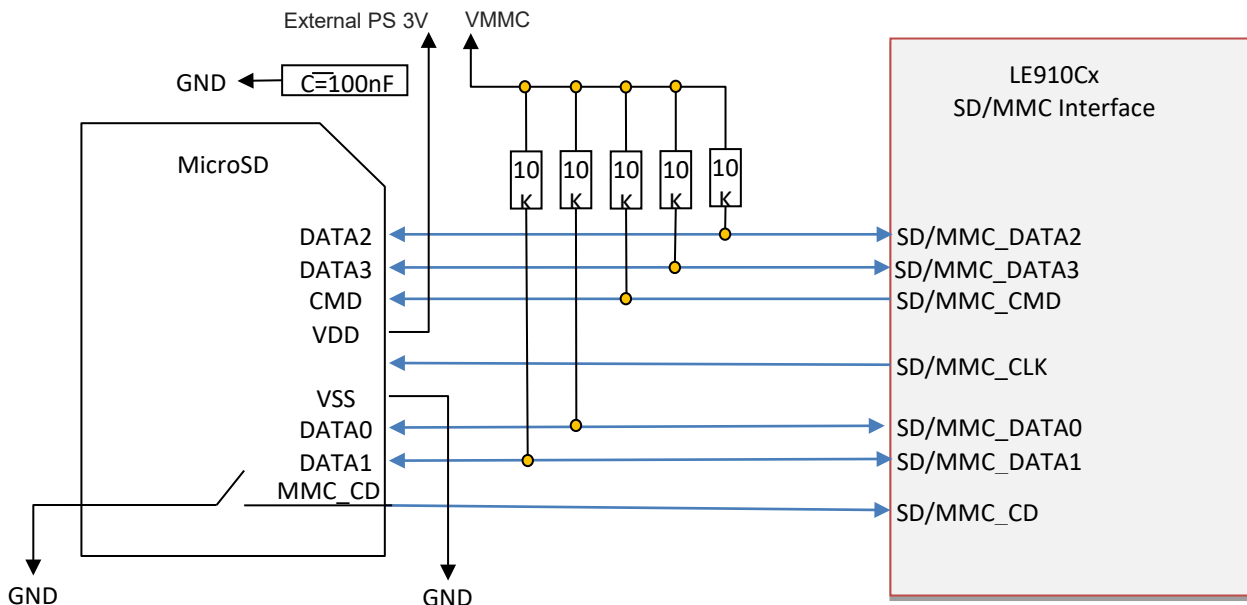 External PS 3V
VMMC
GND
C=100nF
LE910Cx
SD/MMC Interface
MicroSD
10
K
10
K
10
K
10
K
10
K
DATA2
SD/MMC_DATA2
DATA3
SD/MMC_DATA3
CMD
SD/MMC_CMD
VDD
SD/MMC_CLK
VSS
DATA0
SD/MMC_DATA0
DATA1
SD/MMC_DATA1
MMC_CD
SD/MMC_CD
GND
GND